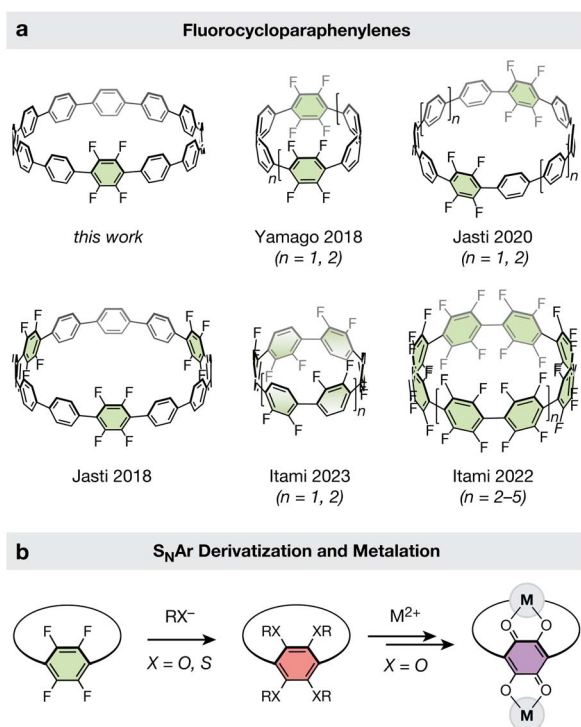 a Fluorocycloparaphenylenes
F F
F F
this work
F F
F F
F F
F F
n
Yamago 2018
(n = 1, 2)
F F
F F
n
F F
F F
n
Jasti 2020
(n = 1, 2)
F F F F
F F F F
F F
F F
Jasti 2018
F F
F F
F F
F F
n
Itami 2023
(n = 1, 2)
F F F F
F F F F
F F F F
F F F F
n
Itami 2022
(n = 2–5)
b SNAr Derivatization and Metalation
F F
F F
RX–
X = O, S
RX XR
RX XR
M2+
X = O
M
O O
O O
M